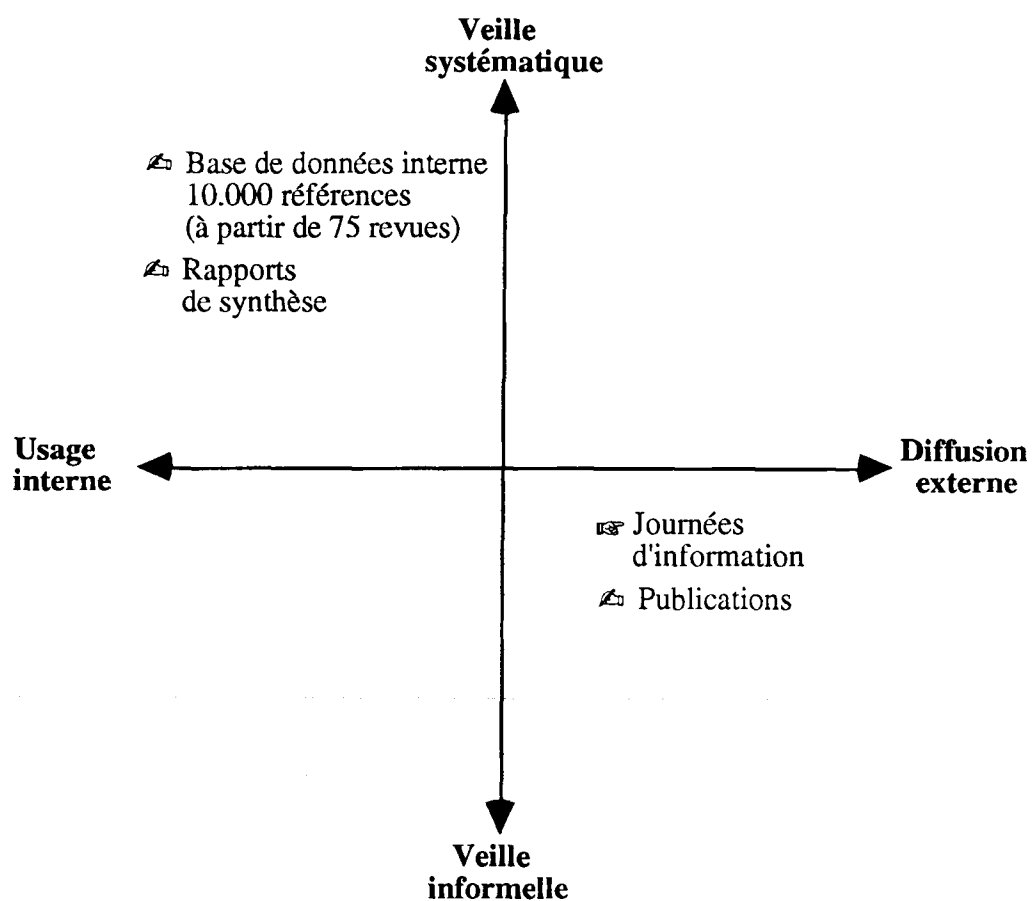 Veille
systématique
✍ Base de données interne
10.000 références
(à partir de 75 revues)
✍ Rapports
de synthèse
Usage
interne
Diffusion
externe
☞ Journées
d'information
✍ Publications
Veille
informelle